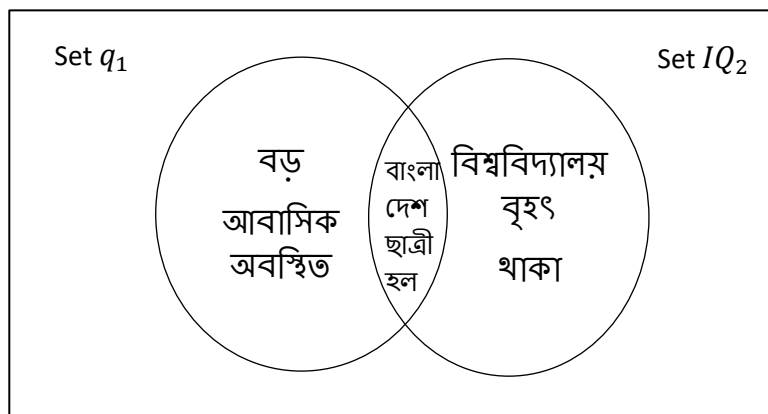 Set q₁
Set IQ₂
বড়
আবাসিক
অবস্থিত
বাংলা
দেশ
ছাত্রী
হল
বিশ্ববিদ্যালয়
বৃহৎ
থাকা